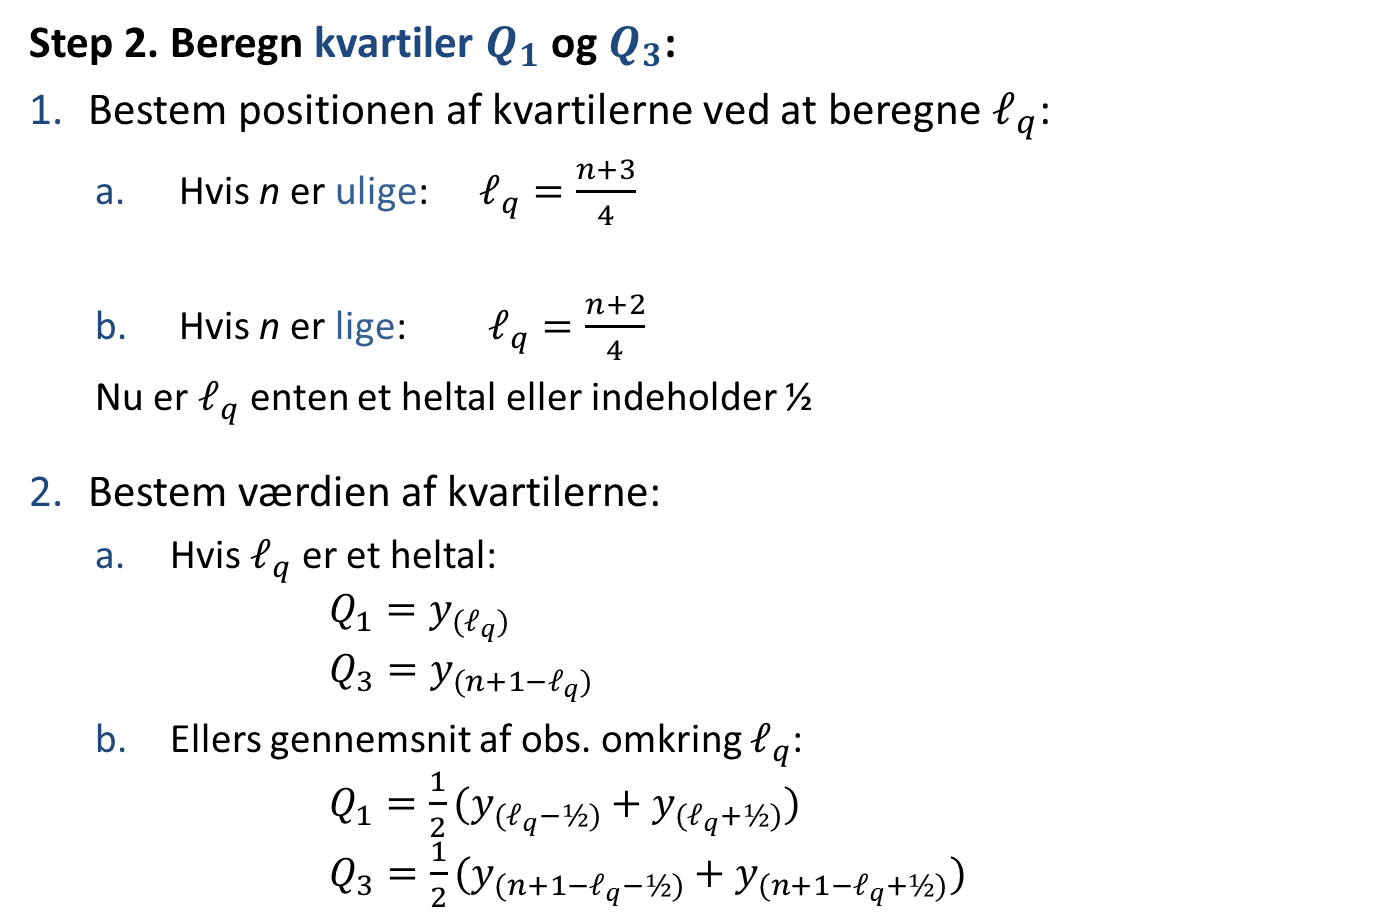 Step 2. Beregn kvartiler Q₁ og Q₃:
1. Bestem positionen af kvartilerne ved at beregne ℓ_q:
a. Hvis n er ulige: ℓ_q = (n+3)/4
b. Hvis n er lige: ℓ_q = (n+2)/4
Nu er ℓ_q enten et heltal eller indeholder ½
2. Bestem værdien af kvartilerne:
a. Hvis ℓ_q er et heltal:
Q₁ = y_(ℓ_q)
Q₃ = y_(n+1−ℓ_q)
b. Ellers gennemsnit af obs. omkring ℓ_q:
Q₁ = 1/2 (y_(ℓ_q−½) + y_(ℓ_q+½))
Q₃ = 1/2 (y_(n+1−ℓ_q−½) + y_(n+1−ℓ_q+½))